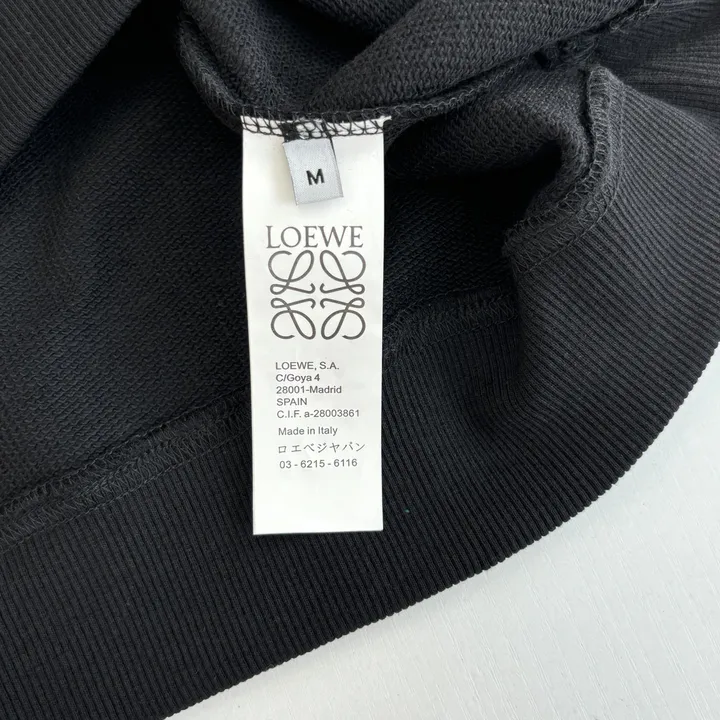 M
LOEWE
LOEWE, S.A.
C/Goya 4
28001-Madrid
SPAIN
C.I.F. a-28003861
Made in Italy
ロエベジャパン
03 - 6215 - 6116